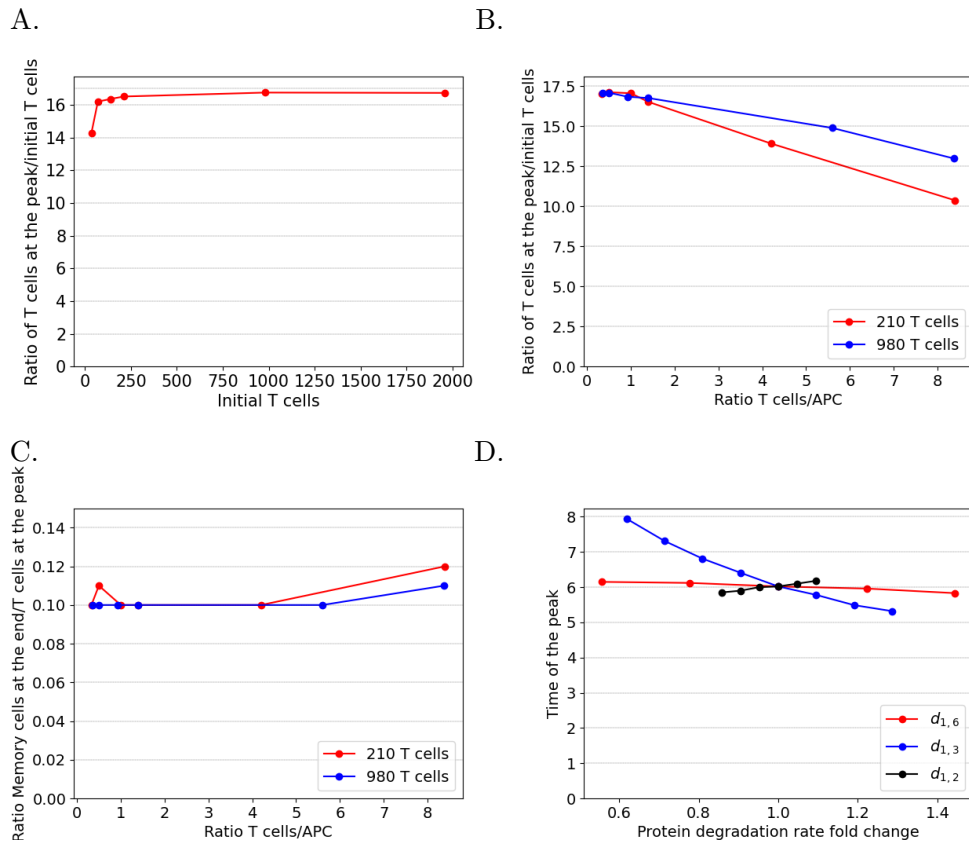 A.
Ratio of T cells at the peak/initial T cells
16
14
12
10
8
6
4
2
0
0 250 500 750 1000 1250 1500 1750 2000
Initial T cells
B.
Ratio of T cells at the peak/initial T cells
17.5
15.0
12.5
10.0
7.5
5.0
2.5
0.0
210 T cells
980 T cells
0 1 2 3 4 5 6 7 8
Ratio T cells/APC
C.
Ratio Memory cells at the end/T cells at the peak
0.14
0.12
0.10
0.08
0.06
0.04
0.02
0.00
210 T cells
980 T cells
0 1 2 3 4 5 6 7 8
Ratio T cells/APC
D.
Time of the peak
8
7
6
5
4
3
2
1
0
d1,6
d1,3
d1,2
0.6 0.8 1.0 1.2 1.4
Protein degradation rate fold change